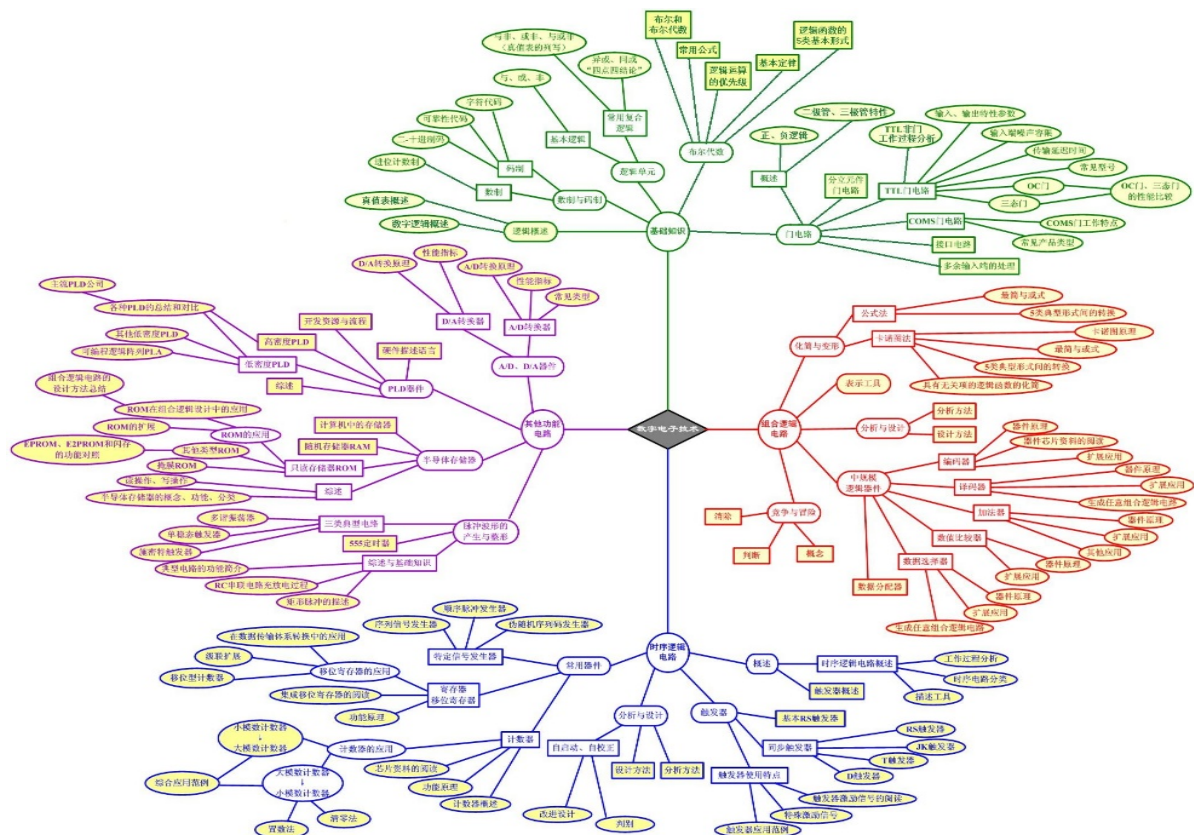 与非、或非、与或非
（真值表的列写）
异或、同或
“四点四结论”
与、或、非
字符代码
可靠性代码
二-十进制码
进位计数制
码制
数制
数制与码制
基本逻辑
常用复合
逻辑
逻辑单元
真值表概述
数字逻辑概述
逻辑概述
基础知识
布尔和
布尔代数
常用公式
逻辑运算
的优先级
基本定律
逻辑函数的
5类基本形式
布尔代数
二极管、三极管特性
正、负逻辑
概述
分立元件
门电路
门电路
TTL非门
工作过程分析
输入、输出特性参数
输入端噪声容限
传输延迟时间
常见型号
TTL门电路
OC门
三态门
OC门、三态门
的性能比较
COMS门电路
COMS门工作特点
常见产品类型
接口电路
多余输入端的处理
D/A转换原理
性能指标
A/D转换原理
性能指标
常见类型
D/A转换器
A/D转换器
A/D、D/A器件
主流PLD公司
各种PLD的总结和对比
其他低密度PLD
可编程逻辑阵列PLA
开发资源与流程
高密度PLD
硬件描述语言
低密度PLD
综述
PLD器件
组合逻辑电路的
设计方法总结
ROM在组合逻辑设计中的应用
ROM的扩展
ROM的应用
EPROM、E2PROM和闪存
的功能对照
其他类型ROM
掩膜ROM
只读存储器ROM
计算机中的存储器
随机存储器RAM
半导体存储器
读操作、写操作
综述
半导体存储器的概念、功能、分类
其他功能
电路
多谐振荡器
单稳态触发器
施密特触发器
三类典型电路
555定时器
脉冲波形的
产生与整形
典型电路的功能简介
综述与基础知识
RC串联电路充放电过程
矩形脉冲的描述
数字电子技术
组合逻辑
电路
化简与变形
公式法
最简与或式
5类典型形式间的转换
卡诺图法
卡诺图原理
最简与或式
5类典型形式间的转换
具有无关项的逻辑函数的化简
表示工具
分析与设计
分析方法
设计方法
中规模
逻辑器件
编码器
器件原理
器件芯片资料的阅读
扩展应用
译码器
器件原理
扩展应用
生成任意组合逻辑电路
加法器
器件原理
扩展应用
其他应用
数值比较器
器件原理
扩展应用
数据选择器
器件原理
扩展应用
生成任意组合逻辑电路
数据分配器
竞争与冒险
消除
判断
概念
时序逻辑
电路
概述
时序逻辑电路概述
工作过程分析
时序电路分类
描述工具
触发器概述
触发器
基本RS触发器
同步触发器
RS触发器
JK触发器
T触发器
D触发器
触发器使用特点
触发器激励信号的阅读
特殊激励信号
触发器应用范例
分析与设计
自启动、自校正
设计方法
分析方法
改进设计
判别
常用器件
顺序脉冲发生器
序列信号发生器
伪随机序列码发生器
特定信号发生器
在数据传输体系转换中的应用
级联扩展
移位型计数器
移位寄存器的应用
寄存器
移位寄存器
集成移位寄存器的阅读
功能原理
计数器
小模数计数器
↓
大模数计数器
计数器的应用
大模数计数器
↓
小模数计数器
综合应用范例
置数法
清零法
芯片资料的阅读
功能原理
计数器概述